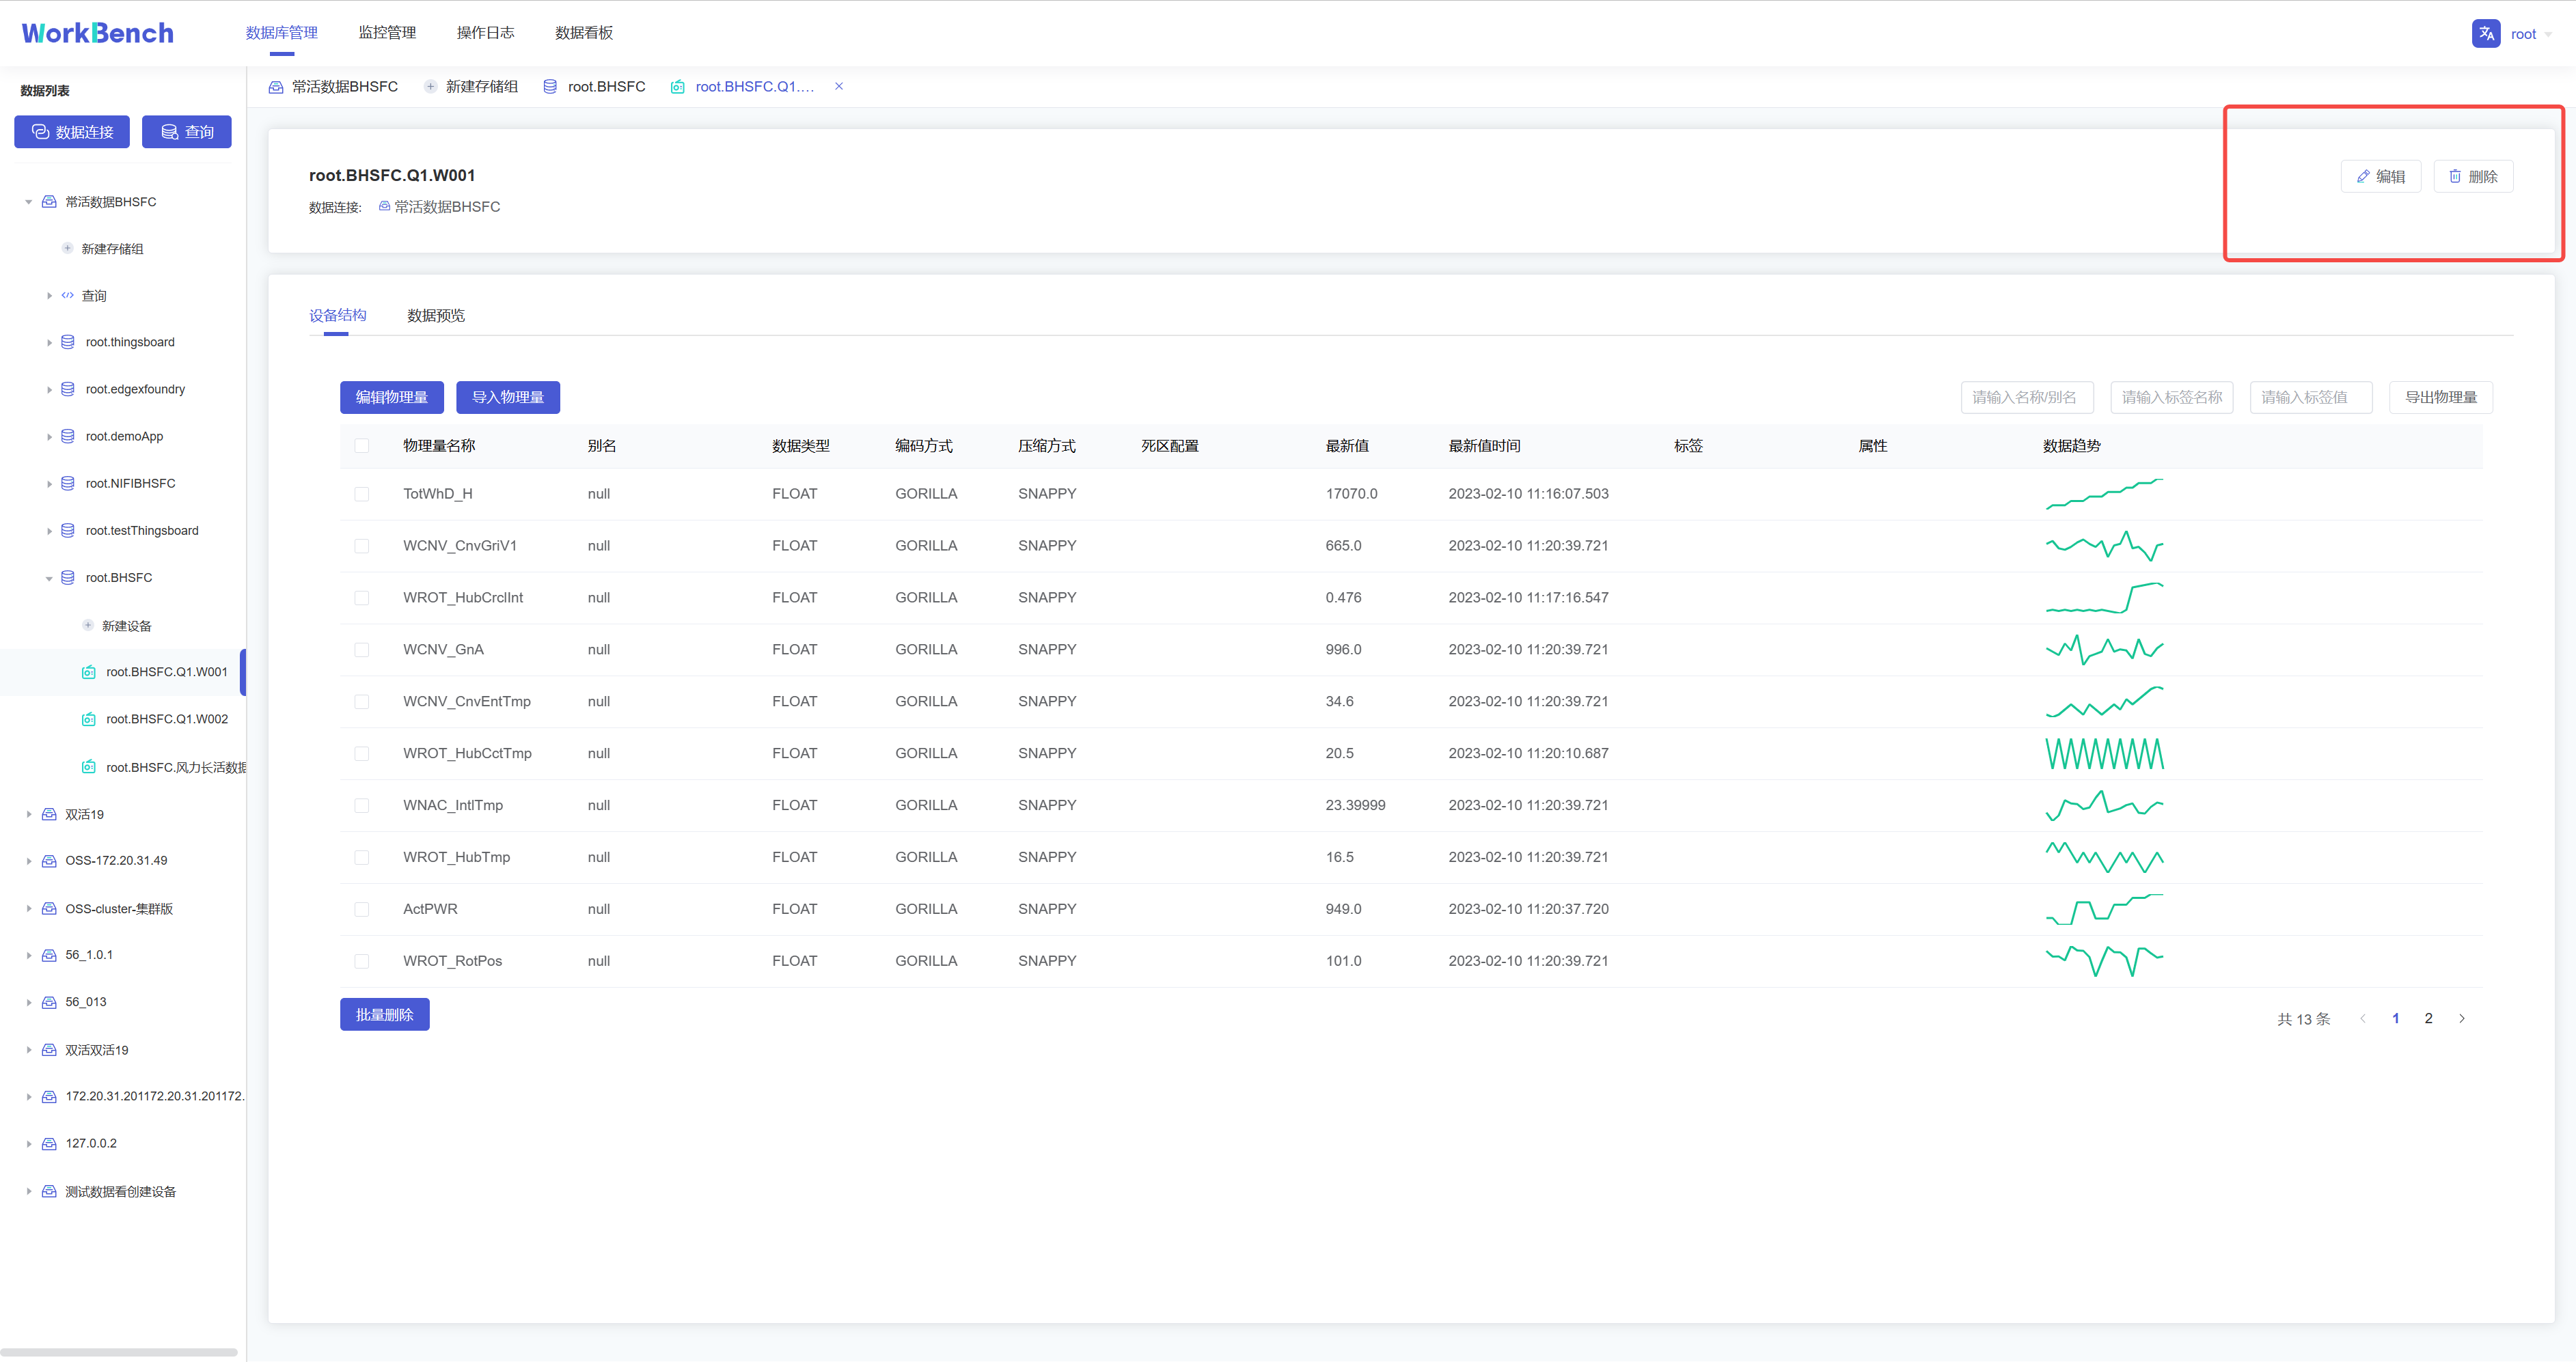 WorkBench 数据库管理 监控管理 操作日志 数据看板 root
数据列表
数据连接 查询
常活数据BHSFC
新建存储组
查询
root.thingsboard
root.edgexfoundry
root.demoApp
root.NIFIBHSFC
root.testThingsboard
root.BHSFC
新建设备
root.BHSFC.Q1.W001
root.BHSFC.Q1.W002
root.BHSFC.风力长活数据
双活19
OSS-172.20.31.49
OSS-cluster-集群版
56_1.0.1
56_013
双活双活19
172.20.31.201172.20.31.201172.
127.0.0.2
测试数据看创建设备
常活数据BHSFC 新建存储组 root.BHSFC root.BHSFC.Q1.... ×
root.BHSFC.Q1.W001
数据连接: 常活数据BHSFC
编辑 删除
设备结构 数据预览
编辑物理量 导入物理量 请输入名称/别名 请输入标签名称 请输入标签值 导出物理量
物理量名称 别名 数据类型 编码方式 压缩方式 死区配置 最新值 最新值时间 标签 属性 数据趋势
TotWhD_H null FLOAT GORILLA SNAPPY 17070.0 2023-02-10 11:16:07.503
WCNV_CnvGriV1 null FLOAT GORILLA SNAPPY 665.0 2023-02-10 11:20:39.721
WROT_HubCrclInt null FLOAT GORILLA SNAPPY 0.476 2023-02-10 11:17:16.547
WCNV_GnA null FLOAT GORILLA SNAPPY 996.0 2023-02-10 11:20:39.721
WCNV_CnvEntTmp null FLOAT GORILLA SNAPPY 34.6 2023-02-10 11:20:39.721
WROT_HubCctTmp null FLOAT GORILLA SNAPPY 20.5 2023-02-10 11:20:10.687
WNAC_IntlTmp null FLOAT GORILLA SNAPPY 23.39999 2023-02-10 11:20:39.721
WROT_HubTmp null FLOAT GORILLA SNAPPY 16.5 2023-02-10 11:20:39.721
ActPWR null FLOAT GORILLA SNAPPY 949.0 2023-02-10 11:20:37.720
WROT_RotPos null FLOAT GORILLA SNAPPY 101.0 2023-02-10 11:20:39.721
批量删除 共 13 条 < 1 2 >